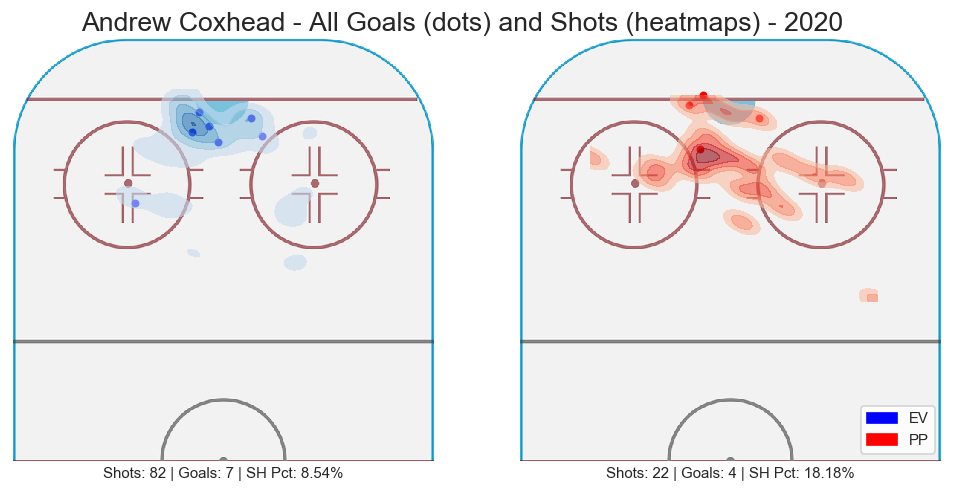 Andrew Coxhead - All Goals (dots) and Shots (heatmaps) - 2020
EV
PP
Shots: 82 | Goals: 7 | SH Pct: 8.54%
Shots: 22 | Goals: 4 | SH Pct: 18.18%